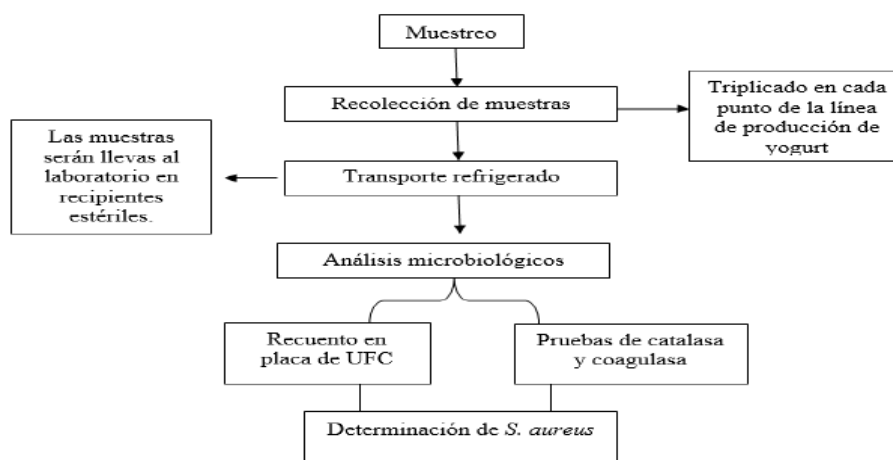 Muestreo
Recolección de muestras
Triplicado en cada
punto de la línea
de producción de
yogurt
Las muestras
serán llevas al
laboratorio en
recipientes
estériles.
Transporte refrigerado
Análisis microbiológicos
Recuento en
placa de UFC
Pruebas de catalasa
y coagulasa
Determinación de S. aureus